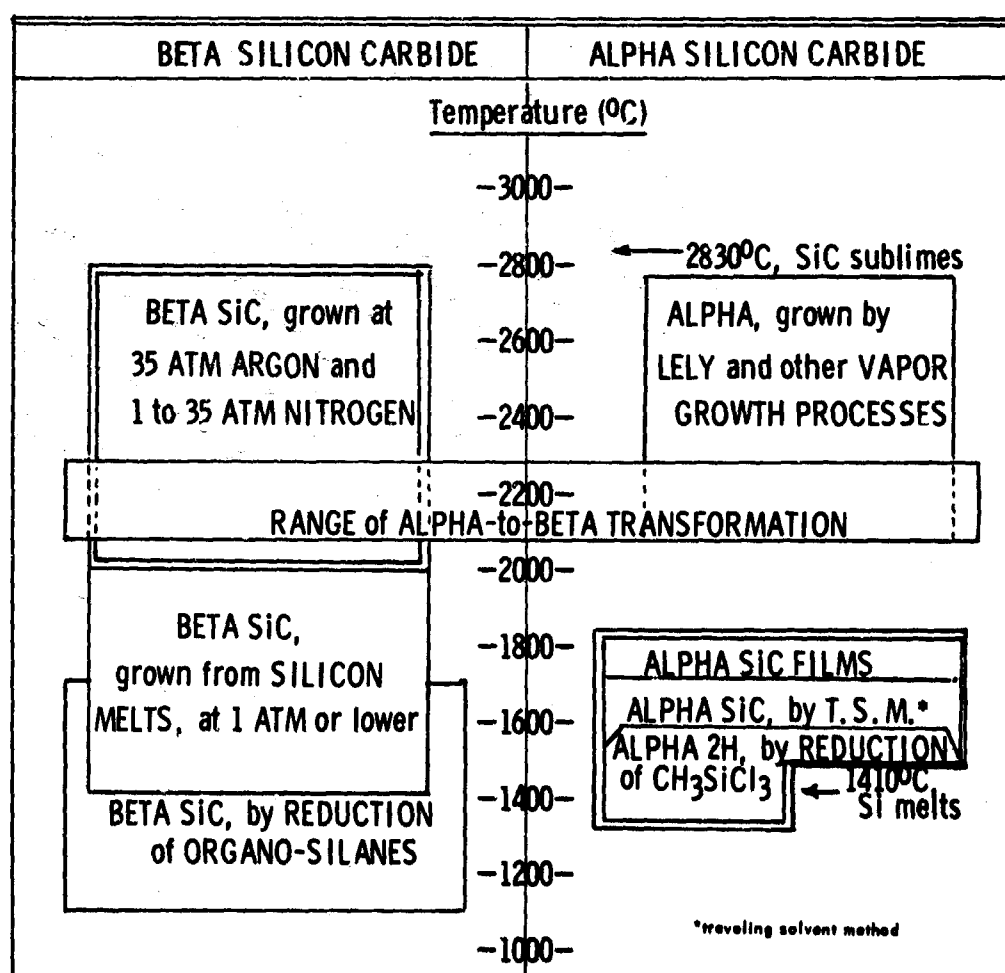 BETA SILICON CARBIDE
ALPHA SILICON CARBIDE
Temperature (ºC)
-3000-
-2800-
-2600-
-2400-
-2200-
-2000-
-1800-
-1600-
-1400-
-1200-
-1000-
BETA SiC, grown at
35 ATM ARGON and
1 to 35 ATM NITROGEN
2830ºC, SiC sublimes
ALPHA, grown by
LELY and other VAPOR
GROWTH PROCESSES
RANGE of ALPHA-to-BETA TRANSFORMATION
BETA SiC,
grown from SILICON
MELTS, at 1 ATM or lower
BETA SiC, by REDUCTION
of ORGANO-SILANES
ALPHA SiC FILMS
ALPHA SiC, by T. S. M.*
ALPHA 2H, by REDUCTION
of CH3SiCl3
1410ºC
Si melts
*traveling solvent method